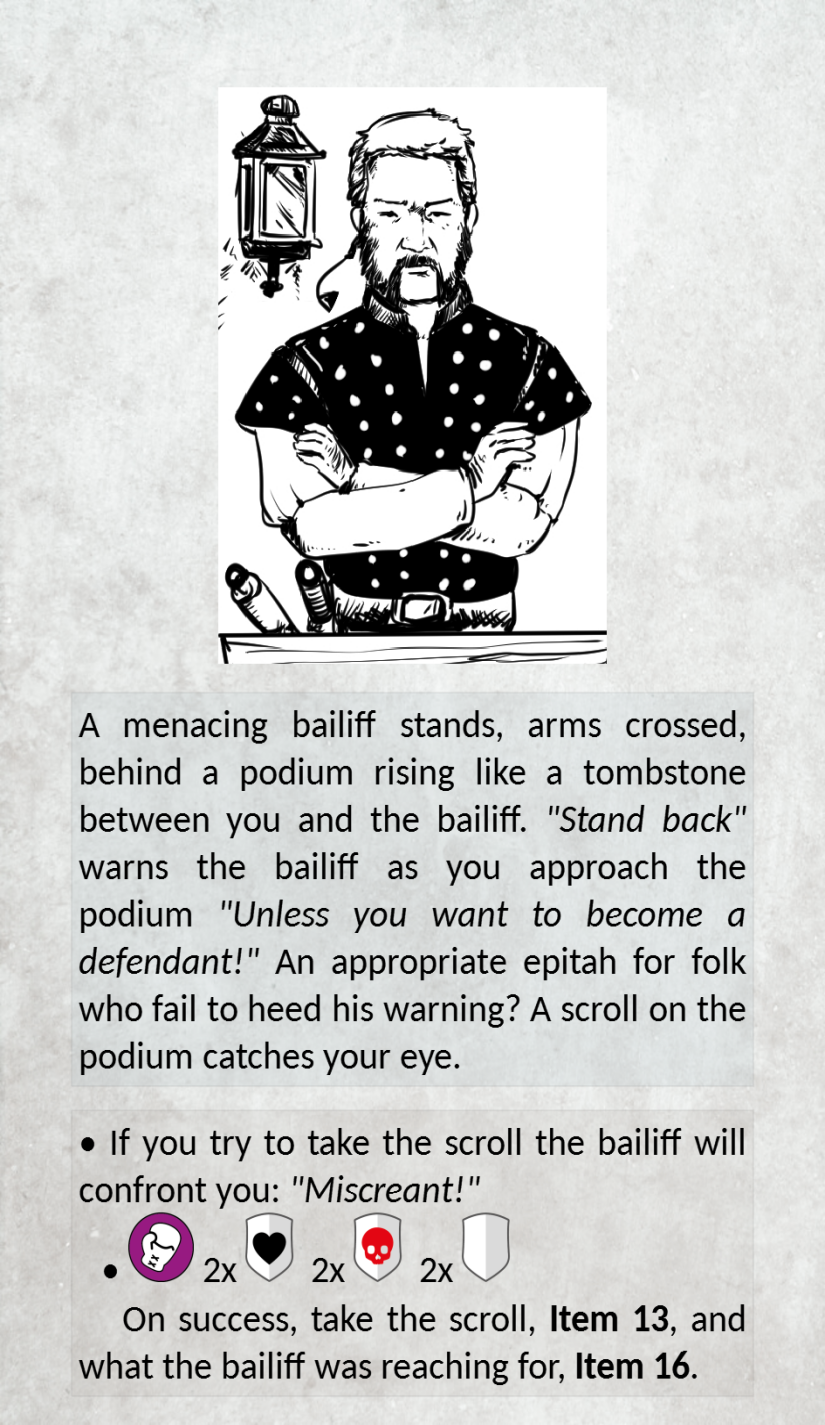 A menacing bailiff stands, arms crossed,
behind a podium rising like a tombstone
between you and the bailiff. "Stand back"
warns the bailiff as you approach the
podium "Unless you want to become a
defendant!" An appropriate epitah for folk
who fail to heed his warning? A scroll on the
podium catches your eye.
• If you try to take the scroll the bailiff will
confront you: "Miscreant!"
• 2x 2x 2x
On success, take the scroll, Item 13, and
what the bailiff was reaching for, Item 16.